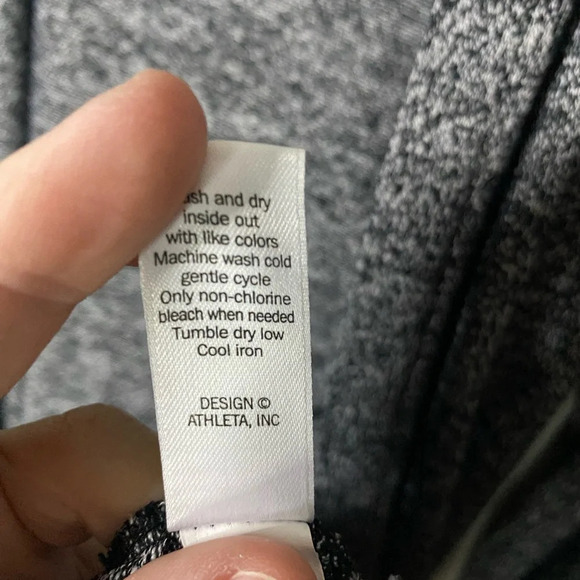 and dry
inside out
with like colors
Machine wash cold
gentle cycle
Only non-chlorine
bleach when needed
Tumble dry low
Cool iron
DESIGN ©
ATHLETA, INC